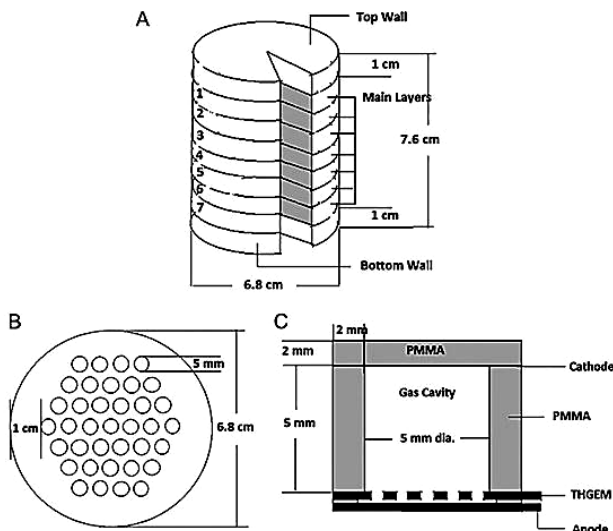 A
Top Wall
1 cm
1
Main Layers
2
3
7.6 cm
4
5
6
7
1 cm
Bottom Wall
6.8 cm
B
5 mm
1 cm
6.8 cm
C
2 mm
2 mm
PMMA
Cathode
Gas Cavity
5 mm
PMMA
5 mm dia.
THGEM
Anode